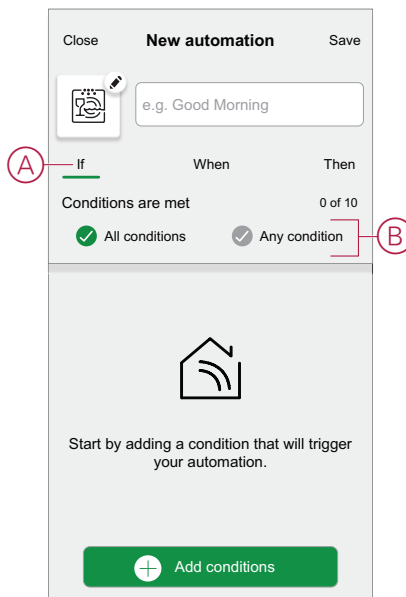 Close New automation Save
e.g. Good Morning
A If When Then
Conditions are met 0 of 10
All conditions Any condition B
Start by adding a condition that will trigger
your automation.
Add conditions